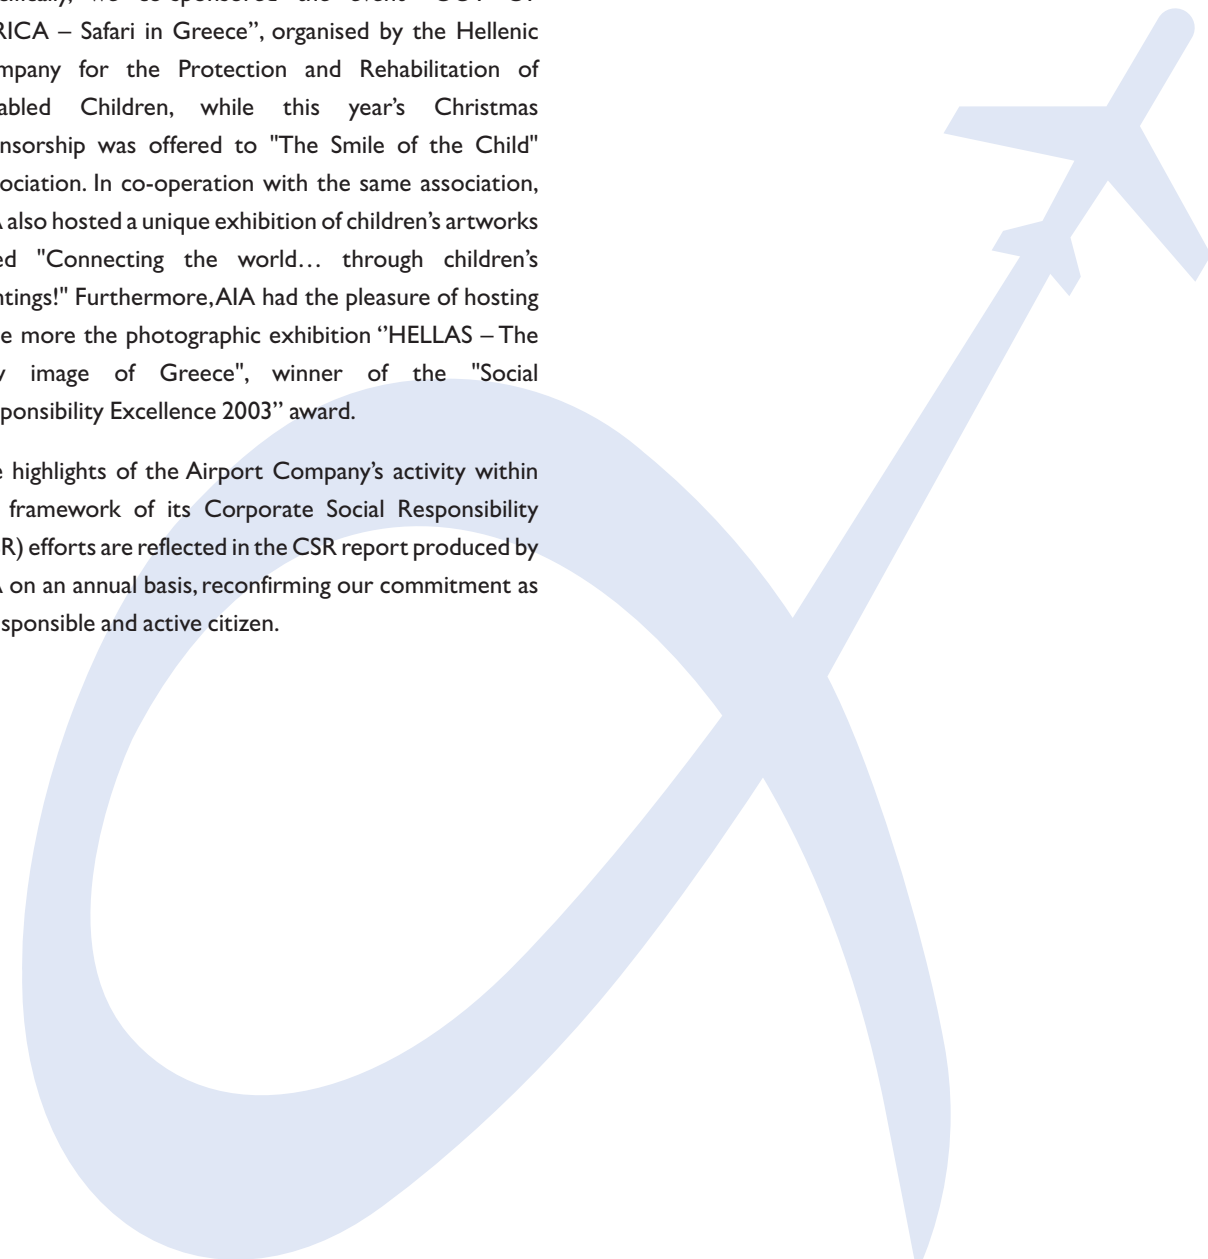 we co-sponsored the event
RICA – Safari in Greece”, organised by the Hellenic
mpany for the Protection and Rehabilitation of
abled Children, while this year’s Christmas
nsorship was offered to "The Smile of the Child"
ociation. In co-operation with the same association,
A also hosted a unique exhibition of children’s artworks
ed "Connecting the world… through children’s
ntings!" Furthermore, AIA had the pleasure of hosting
e more the photographic exhibition ‘’HELLAS – The
y image of Greece", winner of the "Social
ponsibility Excellence 2003’’ award.
e highlights of the Airport Company’s activity within
framework of its Corporate Social Responsibility
R) efforts are reflected in the CSR report produced by
A on an annual basis, reconfirming our commitment as
sponsible and active citizen.